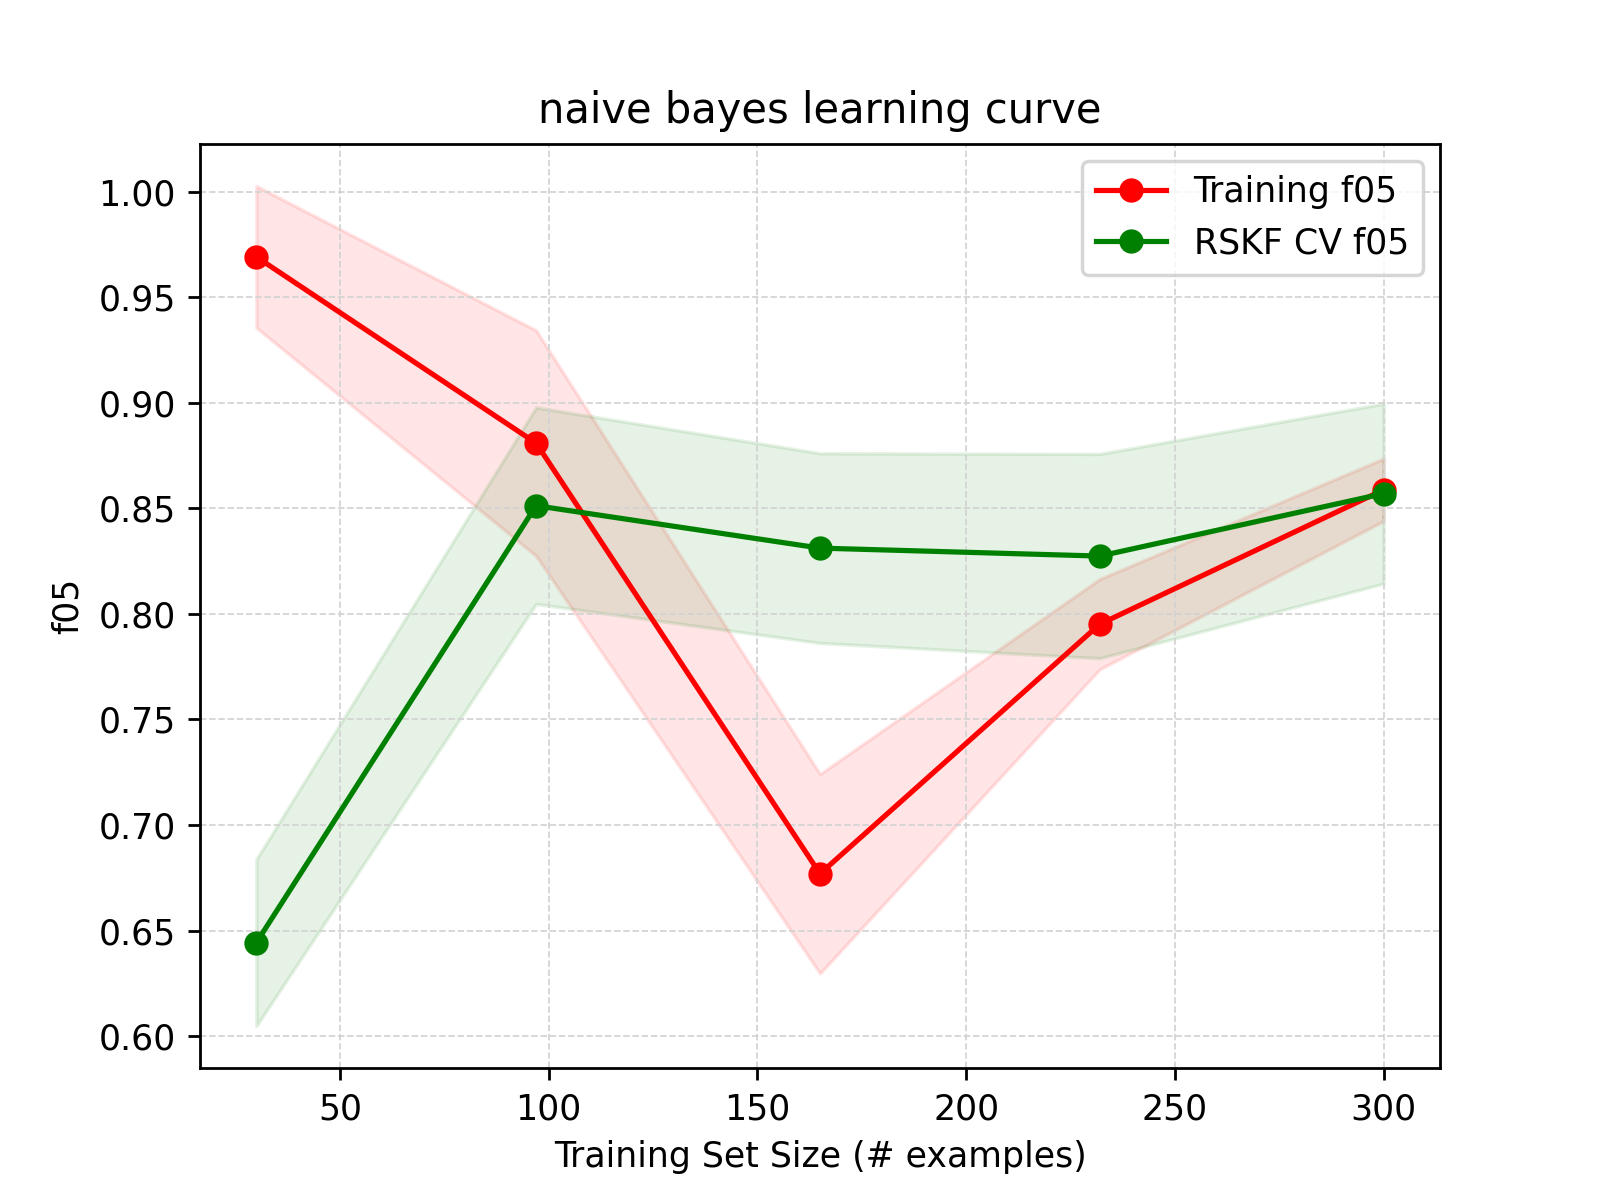 naive bayes learning curve
Training f05
RSKF CV f05
f05
1.00
0.95
0.90
0.85
0.80
0.75
0.70
0.65
0.60
50 100 150 200 250 300
Training Set Size (# examples)